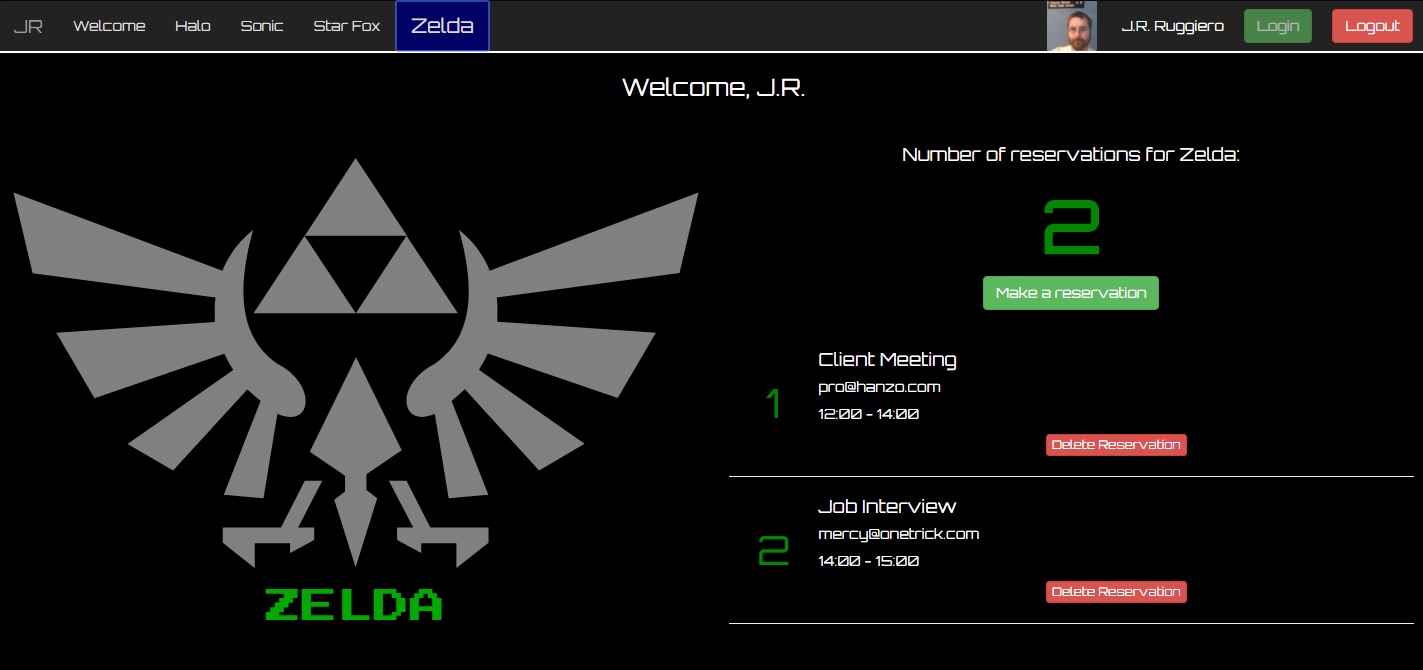 JR Welcome Halo Sonic Star Fox Zelda J.R. Ruggiero Login Logout
Welcome, J.R.
Number of reservations for Zelda:
2
Make a reservation
1
Client Meeting
pro@hanzo.com
12:00 - 14:00
Delete Reservation
2
Job Interview
mercy@onetrick.com
14:00 - 15:00
Delete Reservation
ZELDA